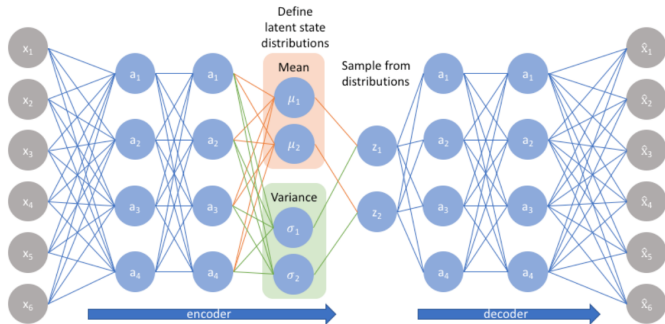 Define
latent state
distributions
Sample from
distributions
Mean
Variance
x₁
x₂
x₃
x₄
x₅
x₆
a₁
a₂
a₃
a₄
a₁
a₂
a₃
a₄
μ₁
μ₂
σ₁
σ₂
z₁
z₂
a₁
a₂
a₃
a₄
a₁
a₂
a₃
a₄
x̂₁
x̂₂
x̂₃
x̂₄
x̂₅
x̂₆
encoder
decoder